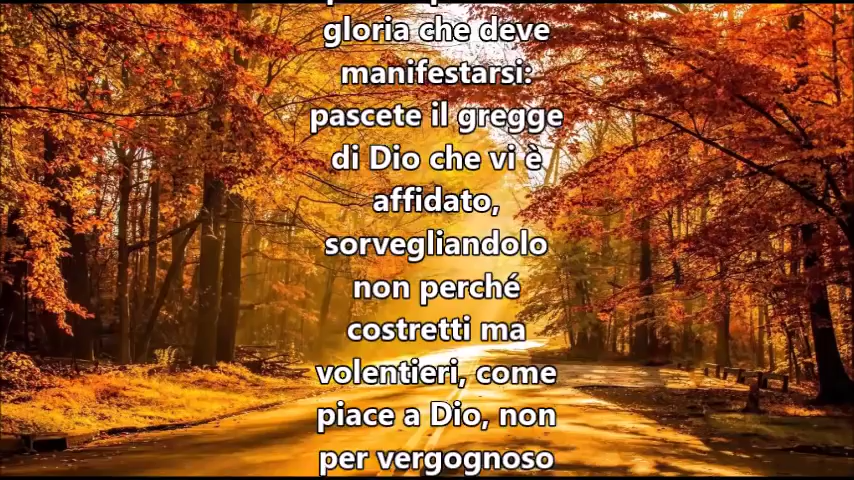 gloria che deve
manifestarsi:
pascete il gregge
di Dio che vi è
affidato,
sorvegliandolo
non perché
costretti ma
volentieri, come
piace a Dio, non
per vergognoso